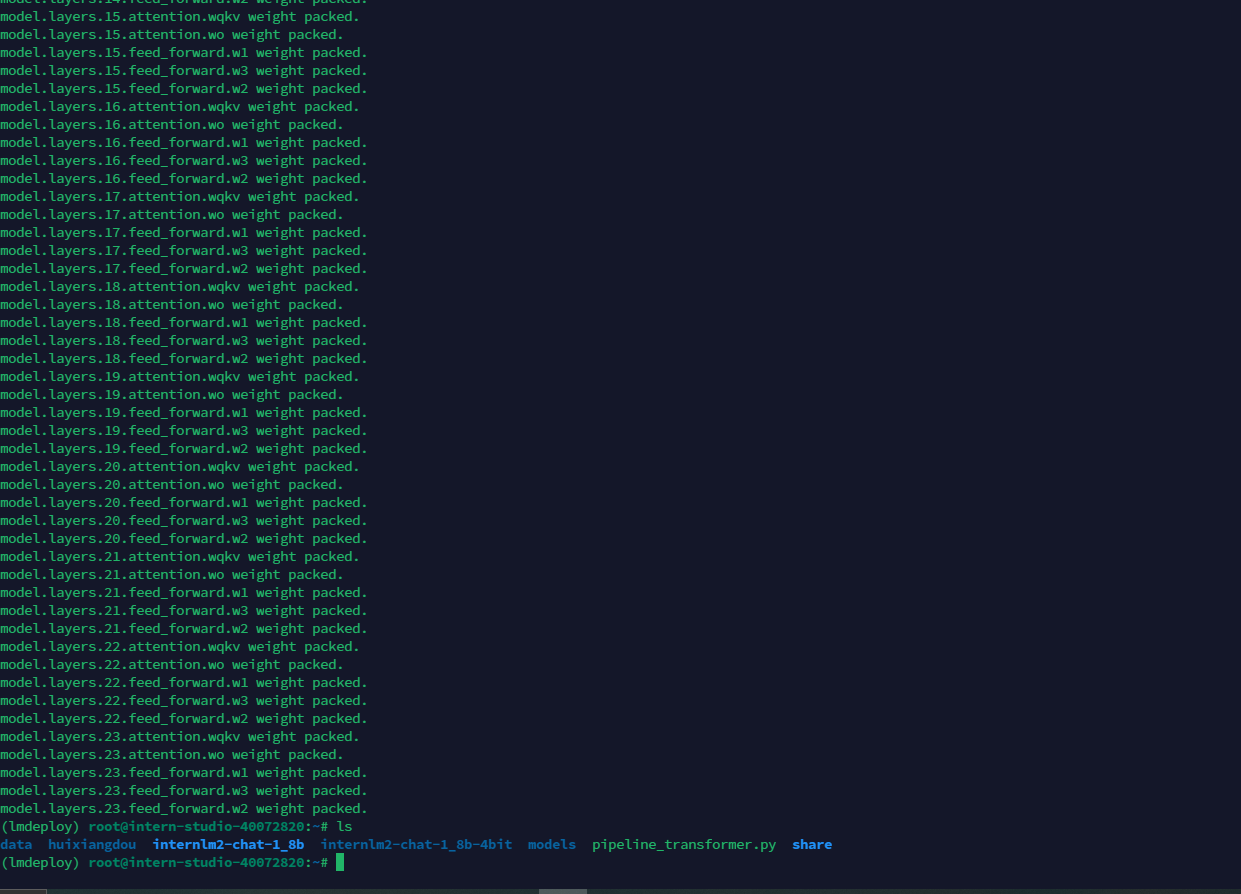 model.layers.14.feed_forward.w2 weight packed.
model.layers.15.attention.wqkv weight packed.
model.layers.15.attention.wo weight packed.
model.layers.15.feed_forward.w1 weight packed.
model.layers.15.feed_forward.w3 weight packed.
model.layers.15.feed_forward.w2 weight packed.
model.layers.16.attention.wqkv weight packed.
model.layers.16.attention.wo weight packed.
model.layers.16.feed_forward.w1 weight packed.
model.layers.16.feed_forward.w3 weight packed.
model.layers.16.feed_forward.w2 weight packed.
model.layers.17.attention.wqkv weight packed.
model.layers.17.attention.wo weight packed.
model.layers.17.feed_forward.w1 weight packed.
model.layers.17.feed_forward.w3 weight packed.
model.layers.17.feed_forward.w2 weight packed.
model.layers.18.attention.wqkv weight packed.
model.layers.18.attention.wo weight packed.
model.layers.18.feed_forward.w1 weight packed.
model.layers.18.feed_forward.w3 weight packed.
model.layers.18.feed_forward.w2 weight packed.
model.layers.19.attention.wqkv weight packed.
model.layers.19.attention.wo weight packed.
model.layers.19.feed_forward.w1 weight packed.
model.layers.19.feed_forward.w3 weight packed.
model.layers.19.feed_forward.w2 weight packed.
model.layers.20.attention.wqkv weight packed.
model.layers.20.attention.wo weight packed.
model.layers.20.feed_forward.w1 weight packed.
model.layers.20.feed_forward.w3 weight packed.
model.layers.20.feed_forward.w2 weight packed.
model.layers.21.attention.wqkv weight packed.
model.layers.21.attention.wo weight packed.
model.layers.21.feed_forward.w1 weight packed.
model.layers.21.feed_forward.w3 weight packed.
model.layers.21.feed_forward.w2 weight packed.
model.layers.22.attention.wqkv weight packed.
model.layers.22.attention.wo weight packed.
model.layers.22.feed_forward.w1 weight packed.
model.layers.22.feed_forward.w3 weight packed.
model.layers.22.feed_forward.w2 weight packed.
model.layers.23.attention.wqkv weight packed.
model.layers.23.attention.wo weight packed.
model.layers.23.feed_forward.w1 weight packed.
model.layers.23.feed_forward.w3 weight packed.
model.layers.23.feed_forward.w2 weight packed.
(lmdeploy) root@intern-studio-40072820:~# ls
data huixiangdou internlm2-chat-1_8b internlm2-chat-1_8b-4bit models pipeline_transformer.py share
(lmdeploy) root@intern-studio-40072820:~#